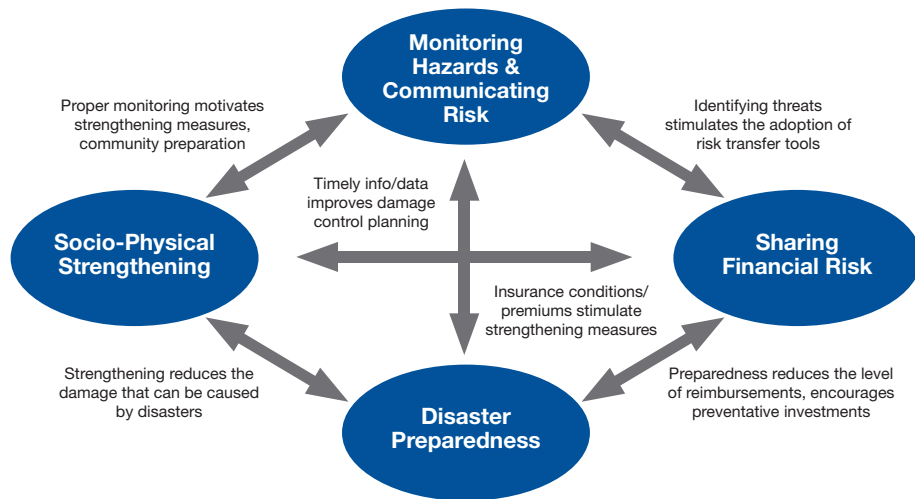 Monitoring
Hazards &
Communicating
Risk
Proper monitoring motivates
strengthening measures,
community preparation
Identifying threats
stimulates the adoption of
risk transfer tools
Timely info/data
improves damage
control planning
Socio-Physical
Strengthening
Sharing
Financial Risk
Insurance conditions/
premiums stimulate
strengthening measures
Strengthening reduces the
damage that can be caused
by disasters
Preparedness reduces the level
of reimbursements, encourages
preventative investments
Disaster
Preparedness